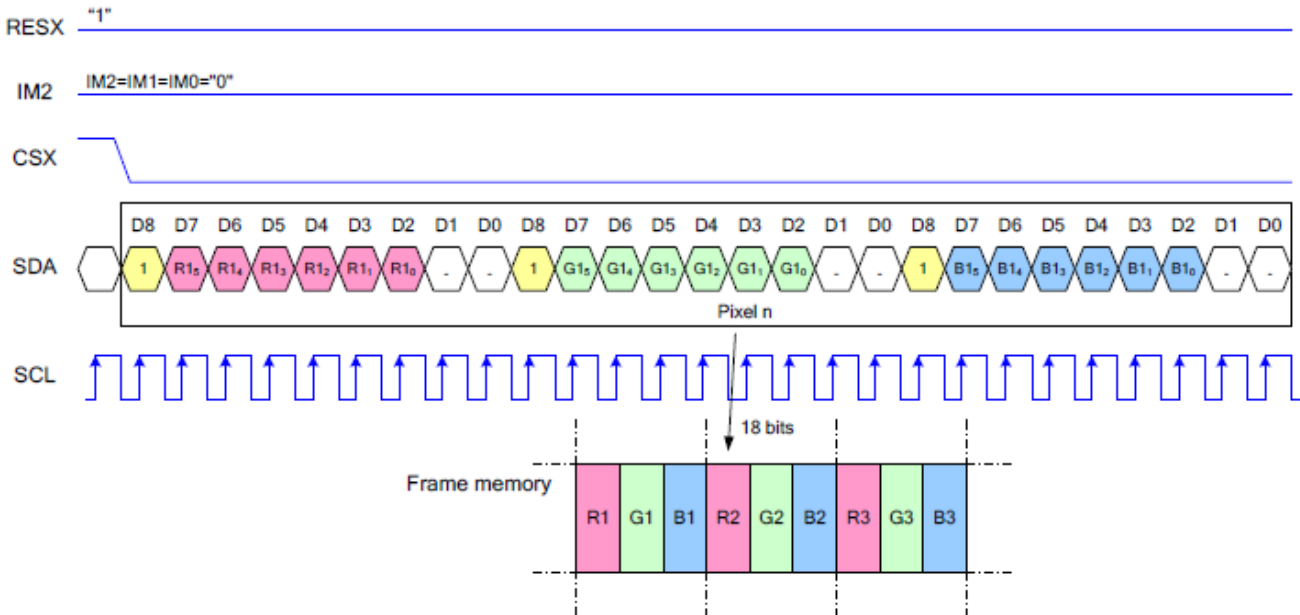 RESX "1"
IM2 IM2=IM1=IM0="0"
CSX
D8 D7 D6 D5 D4 D3 D2 D1 D0 D8 D7 D6 D5 D4 D3 D2 D1 D0 D8 D7 D6 D5 D4 D3 D2 D1 D0
SDA 1 R1₅ R1₄ R1₃ R1₂ R1₁ R1₀ - - 1 G1₅ G1₄ G1₃ G1₂ G1₁ G1₀ - - 1 B1₅ B1₄ B1₃ B1₂ B1₁ B1₀ - -
Pixel n
SCL
18 bits
Frame memory
R1 G1 B1 R2 G2 B2 R3 G3 B3